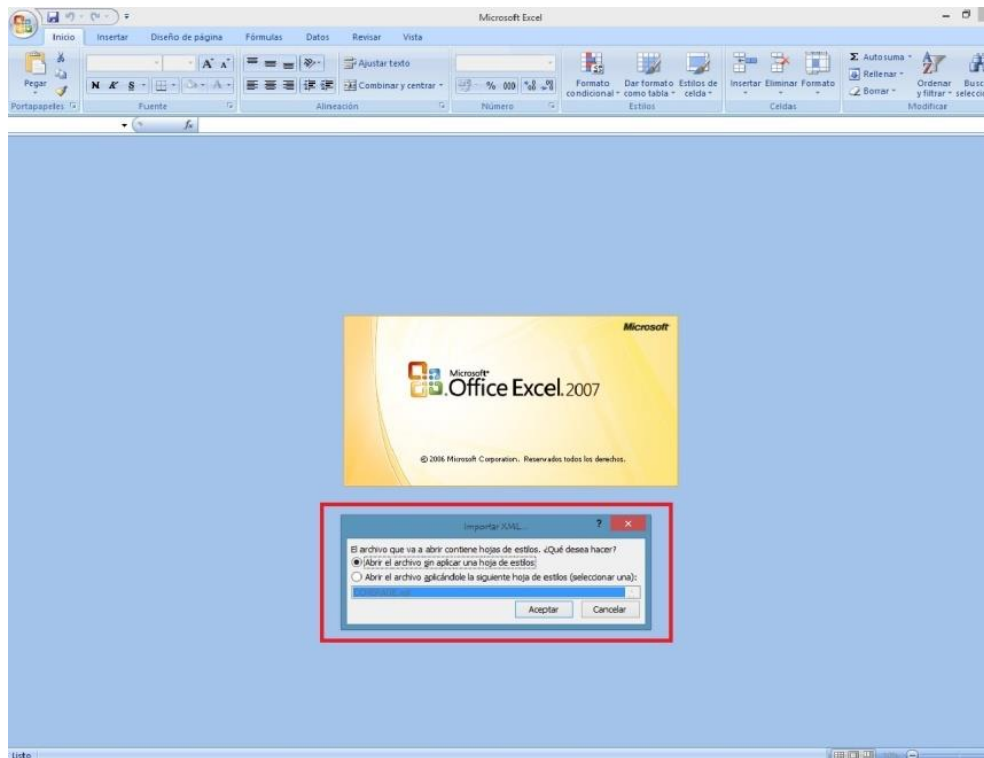 Microsoft Excel
Inicio Insertar Diseño de página Fórmulas Datos Revisar Vista
Pegar
Portapapeles
N K S
Fuente
A A
A
Ajustar texto
Combinar y centrar
Alineación
% 000
Número
Formato condicional
Dar formato como tabla
Estilos de celda
Estilos
Insertar Eliminar Formato
Celdas
Σ Autosuma
Rellenar
Borrar
Ordenar y filtrar
Modificar
fx
Microsoft
Microsoft
Office Excel 2007
© 2006 Microsoft Corporation. Reservados todos los derechos.
Importar XML
? ×
El archivo que va a abrir contiene hojas de estilos. ¿Qué desea hacer?
Abrir el archivo sin aplicar una hoja de estilos
Abrir el archivo aplicándole la siguiente hoja de estilos (seleccionar una):
Aceptar Cancelar
Listo